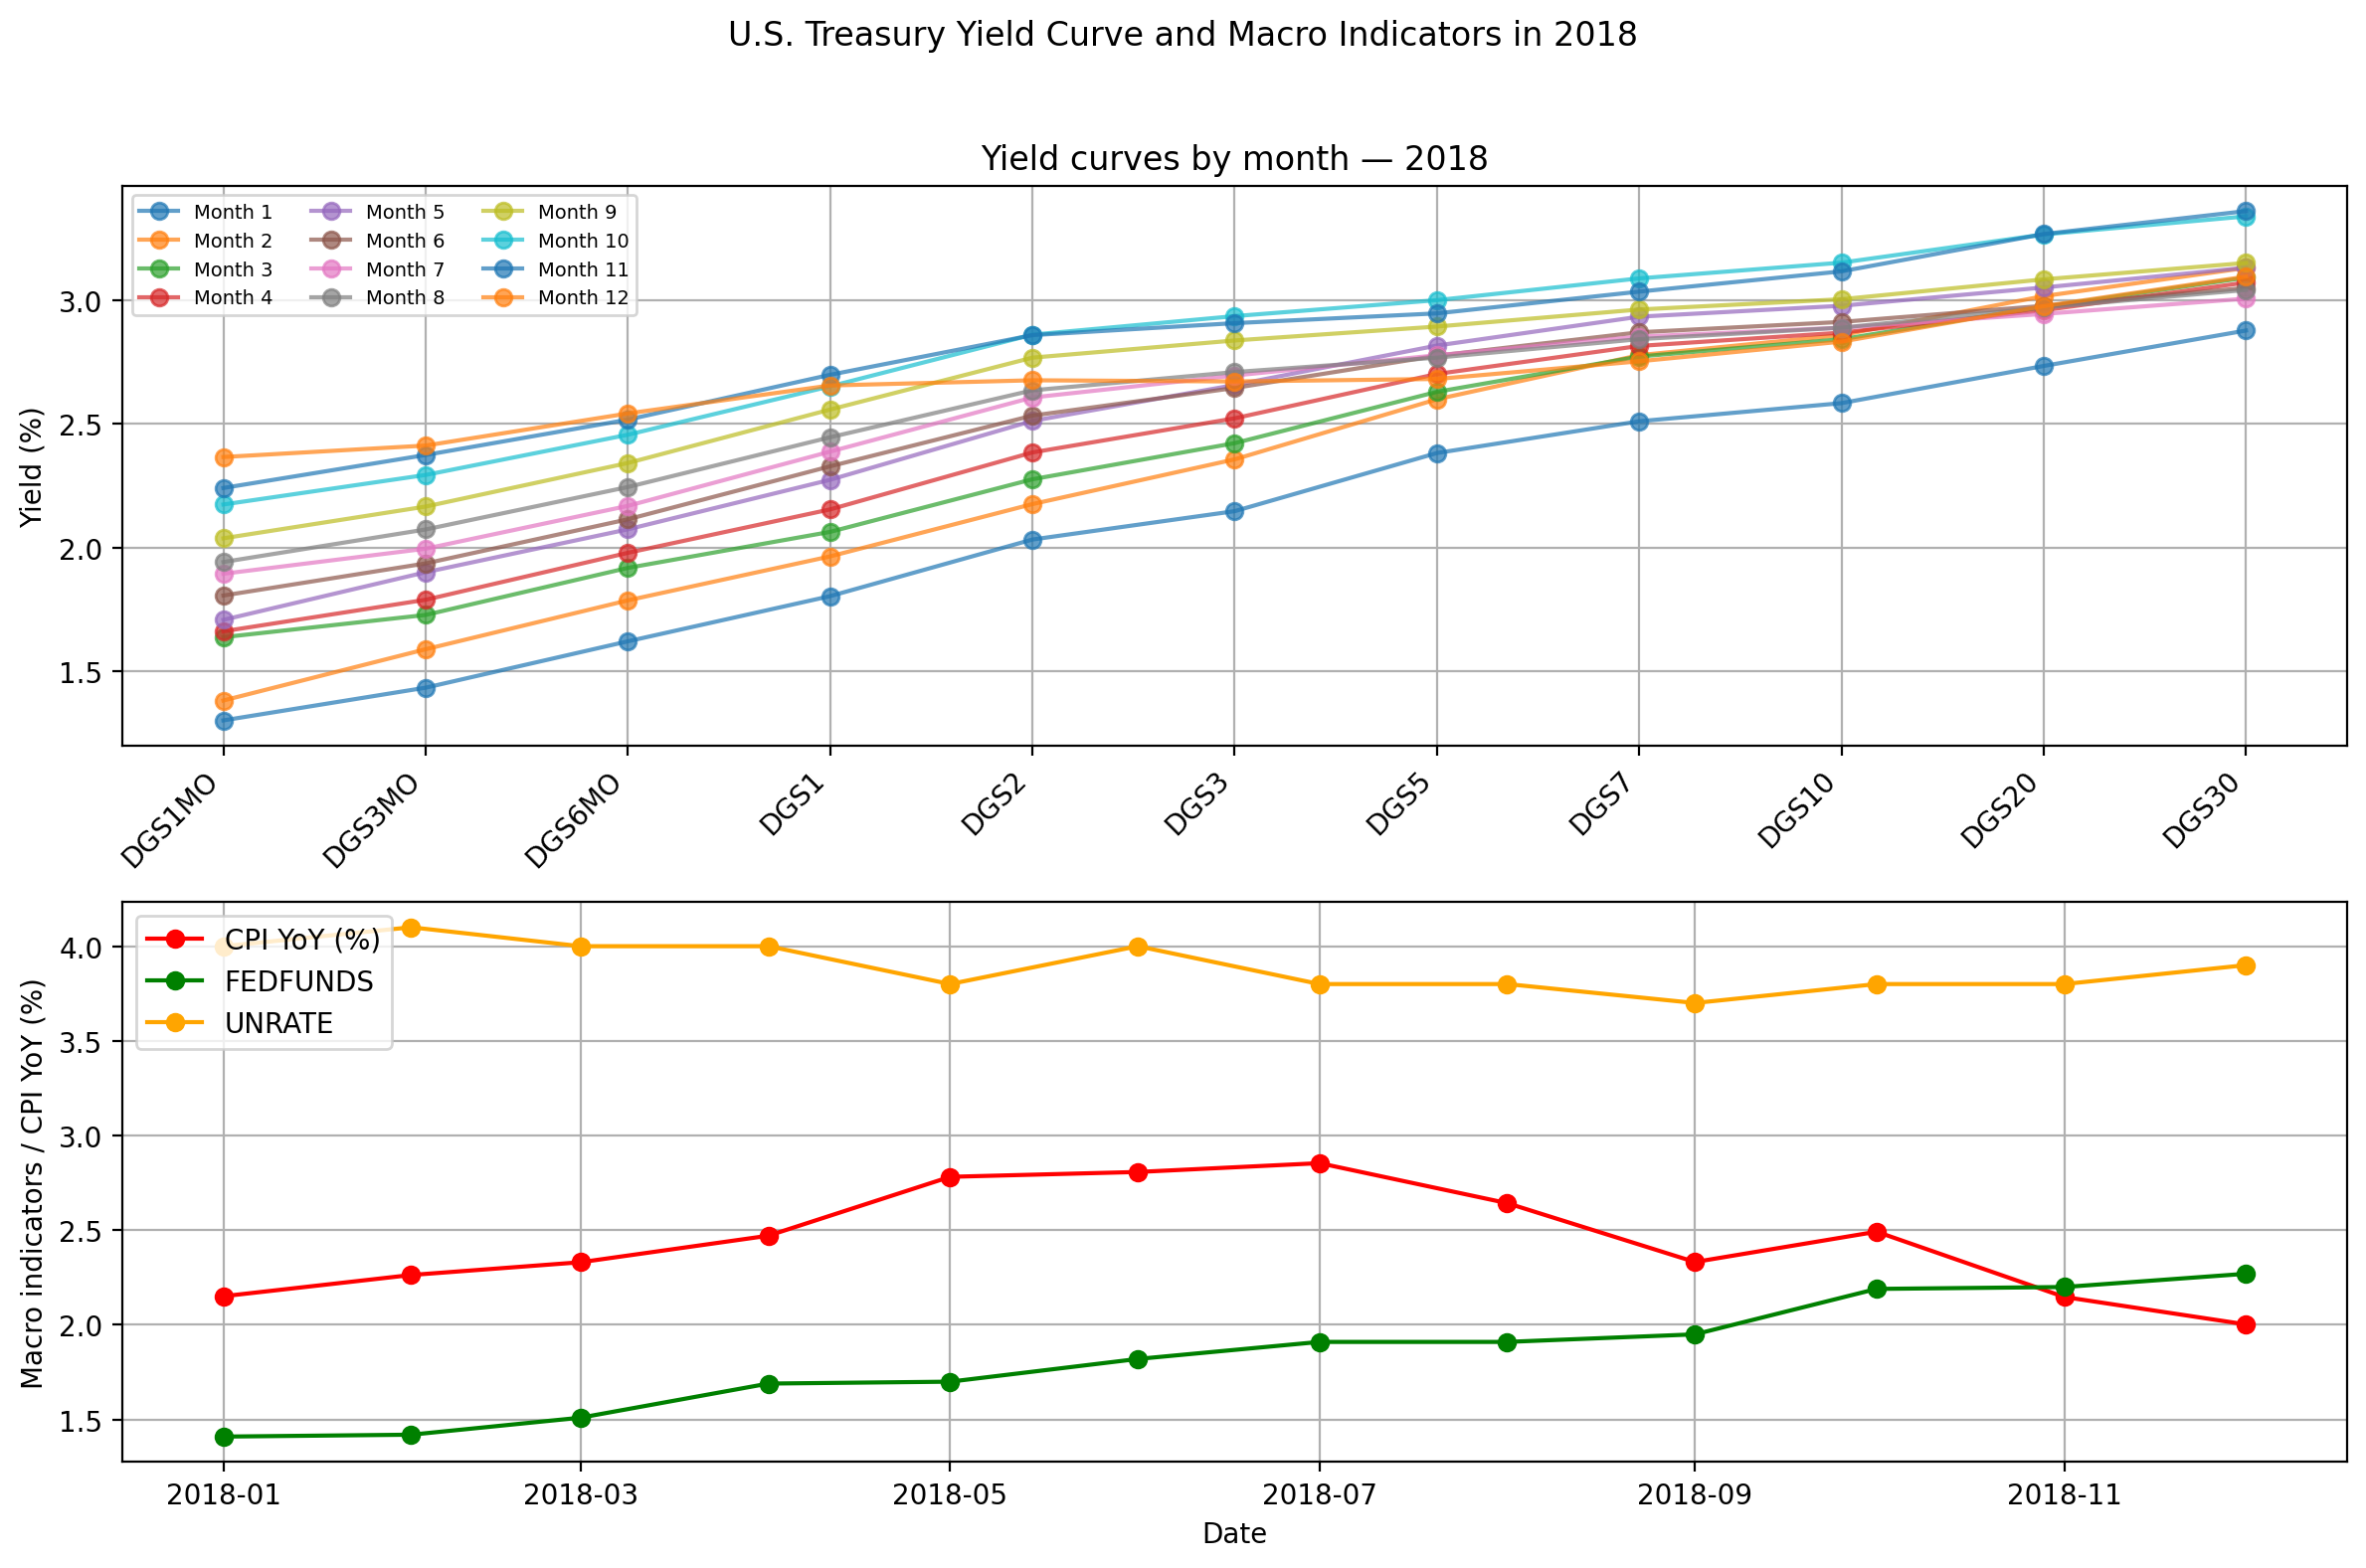 U.S. Treasury Yield Curve and Macro Indicators in 2018
Yield curves by month — 2018
Month 1
Month 2
Month 3
Month 4
Month 5
Month 6
Month 7
Month 8
Month 9
Month 10
Month 11
Month 12
Yield (%)
3.0
2.5
2.0
1.5
DGS1MO
DGS3MO
DGS6MO
DGS1
DGS2
DGS3
DGS5
DGS7
DGS10
DGS20
DGS30
CPI YoY (%)
FEDFUNDS
UNRATE
Macro indicators / CPI YoY (%)
4.0
3.5
3.0
2.5
2.0
1.5
2018-01
2018-03
2018-05
2018-07
2018-09
2018-11
Date